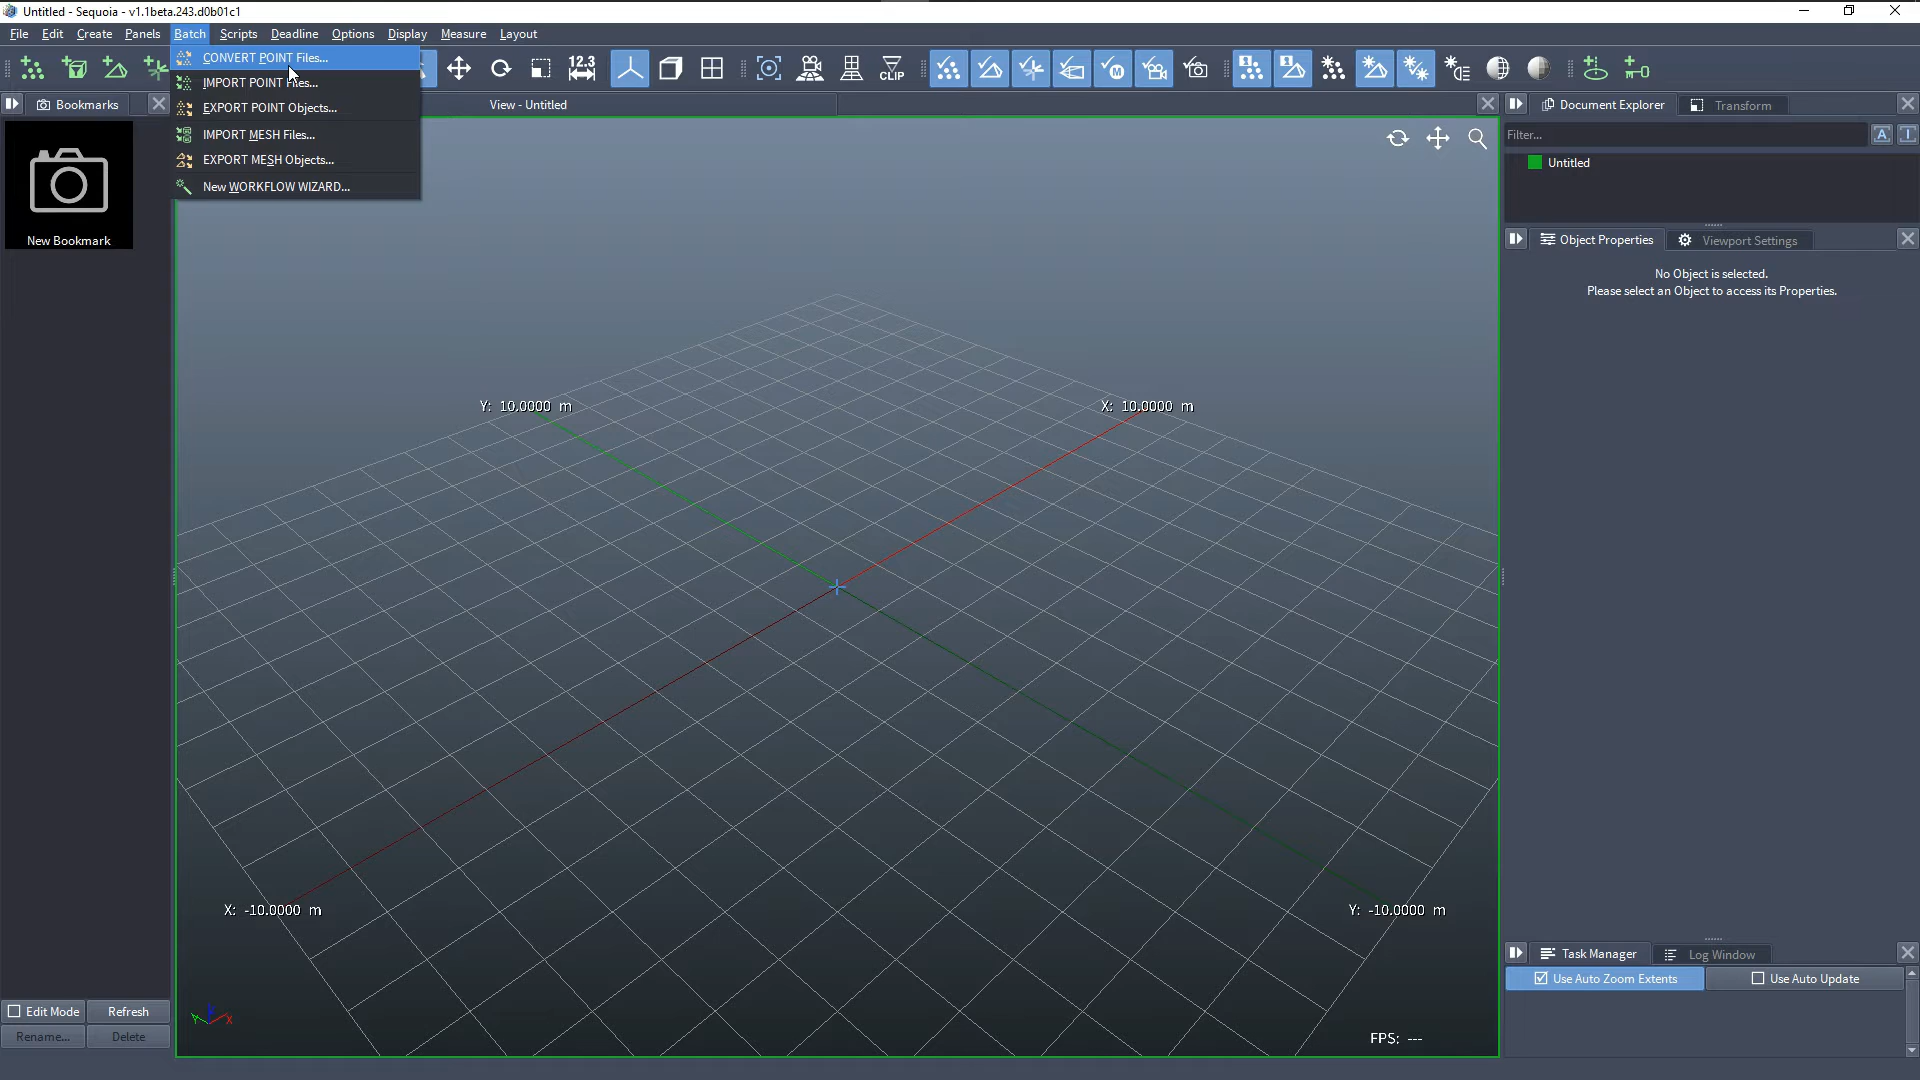 Untitled - Sequoia - v1.1beta.243.d0b01c1
File Edit Create Panels Batch Scripts Deadline Options Display Measure Layout
CONVERT POINT Files...
IMPORT POINT Files...
EXPORT POINT Objects...
IMPORT MESH Files...
EXPORT MESH Objects...
New WORKFLOW WIZARD...
12.3
CLIP
M
1
1
Bookmarks
View - Untitled
Document Explorer
Transform
New Bookmark
Filter...
A
I
Untitled
Object Properties
Viewport Settings
No Object is selected.
Please select an Object to access its Properties.
Y: 10.0000 m
X: 10.0000 m
X: -10.0000 m
Y: -10.0000 m
Y
X
FPS: ---
Task Manager
Log Window
Use Auto Zoom Extents
Use Auto Update
Edit Mode
Refresh
Rename...
Delete